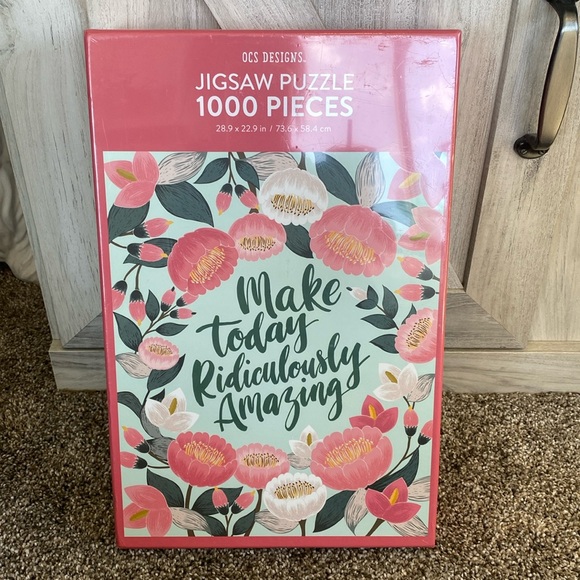 OCS DESIGNS™
JIGSAW PUZZLE
1000 PIECES
28.9 x 22.9 in / 73.6 x 58.4 cm
Make
today
Ridiculously
Amazing